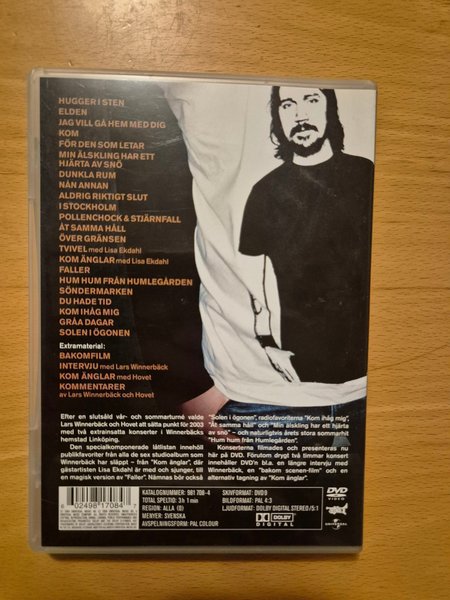 HUGGER I STEN
ELDEN
JAG VILL GÅ HEM MED DIG
KOM
FÖR DEN SOM LETAR
MIN ÄLSKLING HAR ETT
HJÄRTA AV SNÖ
DUNKLA RUM
NÅN ANNAN
ALDRIG RIKTIGT SLUT
I STOCKHOLM
POLLENCHOCK & STJÄRNFALL
ÅT SAMMA HÅLL
ÖVER GRÄNSEN
TVIVEL med Lisa Ekdahl
KOM ÄNGLAR med Lisa Ekdahl
FALLER
HUM HUM FRÅN HUMLEGÅRDEN
SÖNDERMARKEN
DU HADE TID
KOM IHÅG MIG
GRÅA DAGAR
SOLEN I ÖGONEN
Extramaterial:
BAKOMFILM
INTERVJU med Lars Winnerbäck
KOM ÄNGLAR med Hovet
KOMMENTARER
av Lars Winnerbäck och Hovet
Efter en slutsåld vår- och sommarturné valde
Lars Winnerbäck och Hovet att sätta punkt för 2003
med två extrainsatta konserter i Winnerbäcks
hemstad Linköping.
Den specialkomponerade låtlistan innehöll
publikfavoriter från alla de sex studioalbum som
Winnerbäck har släppt - från "Kom änglar", där
gästartisten Lisa Ekdahl är med och sjunger, till
en magisk version av "Faller". Nämnas bör också
"Solen i ögonen", radiofavoriterna "Kom ihåg mig",
"Åt samma håll" och "Min älskling har ett hjärta
av snö" - och naturligtvis årets stora sommarhit
"Hum hum från Humlegården".
Konserterna filmades och presenteras nu
här på DVD. Förutom drygt två timmar konsert
innehåller DVD'n bl.a. en längre intervju med
Winnerbäck, en "bakom scenen-film" och en
alternativ tagning av "Kom änglar".
6 02498 17084
KATALOGNUMMER: 981 708-4
TOTAL SPELTID: 3h 1 min
REGION: ALLA (0)
MENYER: SVENSKA
AVSPELNINGSFORM: PAL COLOUR
SKIVFORMAT: DVD 9
BILDFORMAT: PAL 4:3
LJUDFORMAT: DOLBY DIGITAL STEREO/5:1
DOLBY
DIGITAL
DVD
VIDEO
UNIVERSAL